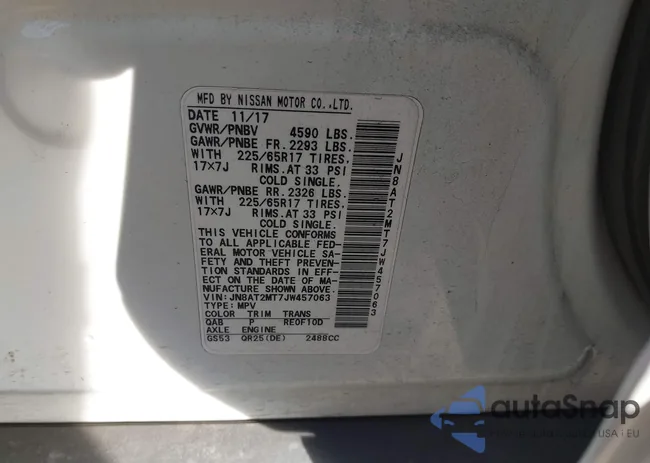 MFD BY NISSAN MOTOR CO.,LTD.
DATE 11/17
GVWR/PNBV 4590 LBS.
GAWR/PNBE FR. 2293 LBS.
WITH 225/65R17 TIRES.
17x7J RIMS.AT 33 PSI
COLD SINGLE.
GAWR/PNBE RR. 2326 LBS.
WITH 225/65R17 TIRES.
17x7J RIMS.AT 33 PSI
COLD SINGLE.
THIS VEHICLE CONFORMS
TO ALL APPLICABLE FED-
ERAL MOTOR VEHICLE SA-
FETY AND THEFT PREVEN-
TION STANDARDS IN EFF-
ECT ON THE DATE OF MA-
NUFACTURE SHOWN ABOVE.
VIN:JN8AT2MT7JW457063
TYPE: MPV
COLOR TRIM TRANS
QAB P RE0F10D
AXLE ENGINE
GS53 QR25(DE) 2488CC
JN8AT2MT7JW457063
autoSnap
USA | EU